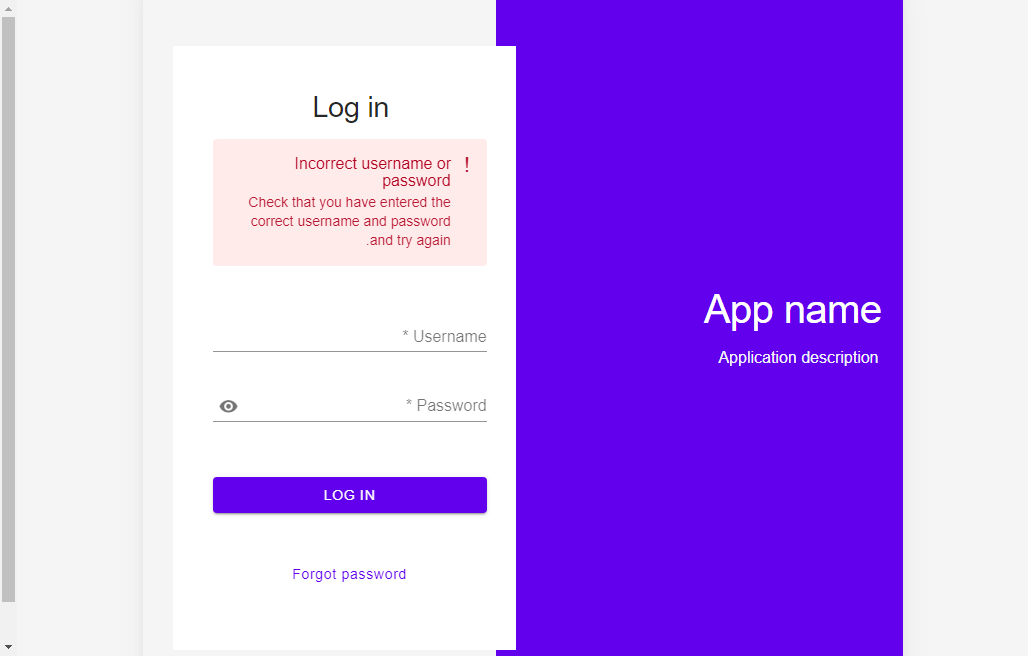 Log in
Incorrect username or
password
!
Check that you have entered the
correct username and password
.and try again
* Username
* Password
LOG IN
Forgot password
App name
Application description